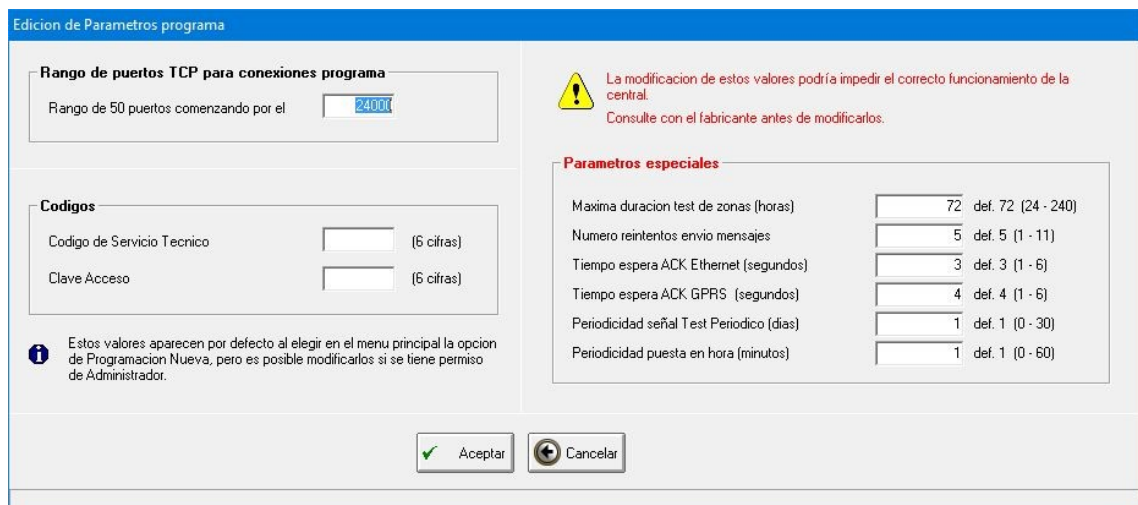 Edicion de Parametros programa
Rango de puertos TCP para conexiones programa
Rango de 50 puertos comenzando por el 24000
Codigos
Codigo de Servicio Tecnico (6 cifras)
Clave Acceso (6 cifras)
Estos valores aparecen por defecto al elegir en el menu principal la opcion
de Programacion Nueva, pero es posible modificarlos si se tiene permiso
de Administrador.
La modificacion de estos valores podría impedir el correcto funcionamiento de la
central.
Consulte con el fabricante antes de modificarlos.
Parametros especiales
Maxima duracion test de zonas (horas) 72 def. 72 (24 - 240)
Numero reintentos envio mensajes 5 def. 5 (1 - 11)
Tiempo espera ACK Ethernet (segundos) 3 def. 3 (1 - 6)
Tiempo espera ACK GPRS (segundos) 4 def. 4 (1 - 6)
Periodicidad señal Test Periodico (dias) 1 def. 1 (0 - 30)
Periodicidad puesta en hora (minutos) 1 def. 1 (0 - 60)
Aceptar
Cancelar